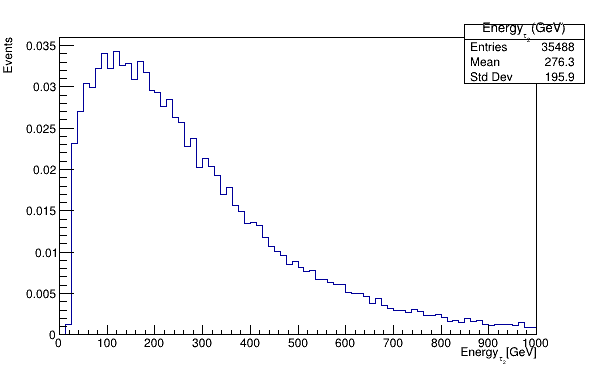 Energy_τ₂ (GeV)
Entries 35488
Mean 276.3
Std Dev 195.9
Events
0.035
0.03
0.025
0.02
0.015
0.01
0.005
0
0 100 200 300 400 500 600 700 800 900 1000
Energy_τ₂ [GeV]